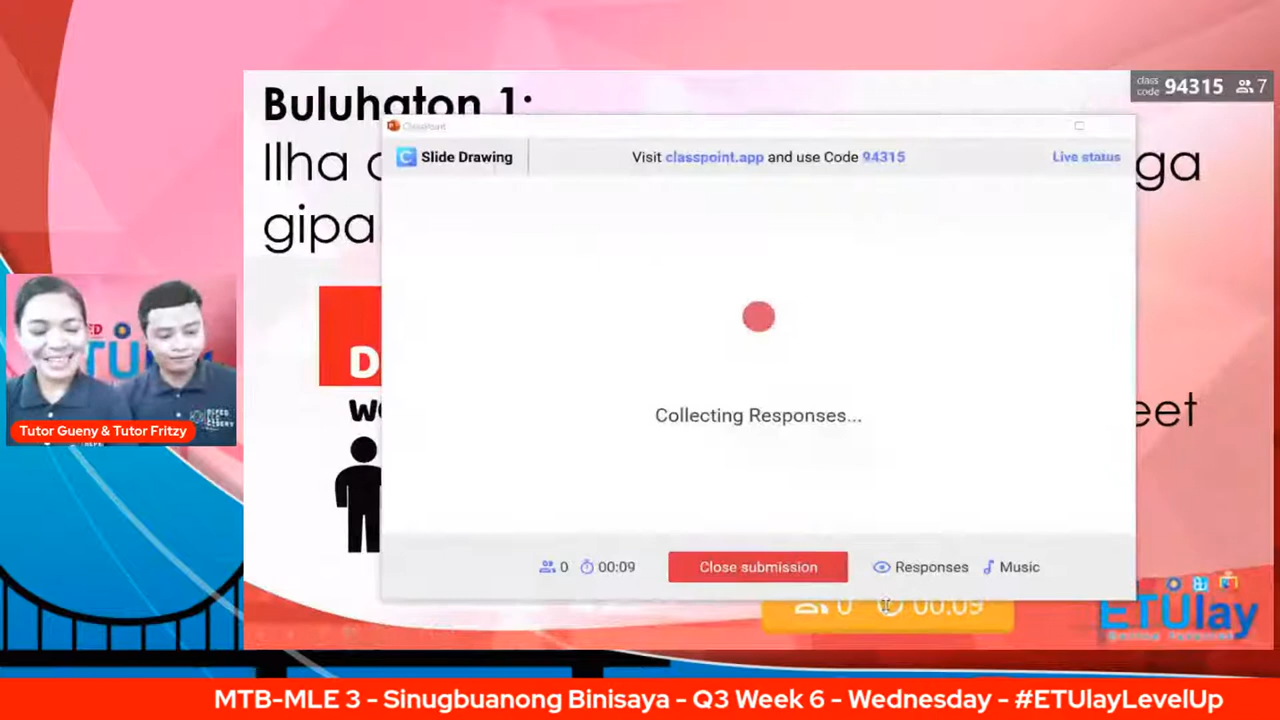 Buluhaton 1:
class code 94315 7
ClassPoint
Slide Drawing
Visit classpoint.app and use Code 94315
Live status
Ilha
ga
gipa
Collecting Responses...
D
eet
Tutor Gueny & Tutor Fritzy
0 00:09
Close submission
Responses
Music
0 00:09
ETUlay
MTB-MLE 3 - Sinugbuanong Binisaya - Q3 Week 6 - Wednesday - #ETUlayLevelUp